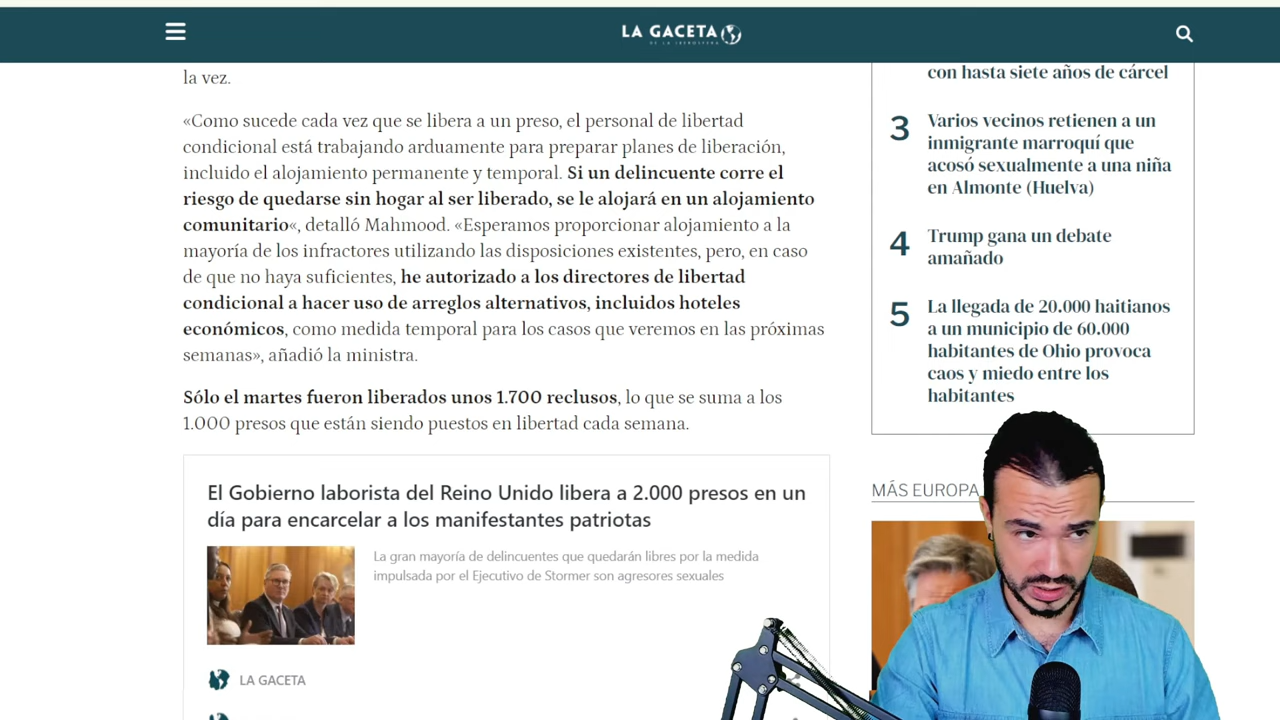 LA GACETA
DE LA IBEROSFERA
la vez.
«Como sucede cada vez que se libera a un preso, el personal de libertad
condicional está trabajando arduamente para preparar planes de liberación,
incluido el alojamiento permanente y temporal. Si un delincuente corre el
riesgo de quedarse sin hogar al ser liberado, se le alojará en un alojamiento
comunitario«, detalló Mahmood. «Esperamos proporcionar alojamiento a la
mayoría de los infractores utilizando las disposiciones existentes, pero, en caso
de que no haya suficientes, he autorizado a los directores de libertad
condicional a hacer uso de arreglos alternativos, incluidos hoteles
económicos, como medida temporal para los casos que veremos en las próximas
semanas», añadió la ministra.
Sólo el martes fueron liberados unos 1.700 reclusos, lo que se suma a los
1.000 presos que están siendo puestos en libertad cada semana.
El Gobierno laborista del Reino Unido libera a 2.000 presos en un
día para encarcelar a los manifestantes patriotas
La gran mayoría de delincuentes que quedarán libres por la medida
impulsada por el Ejecutivo de Stormer son agresores sexuales
LA GACETA
con hasta siete años de cárcel
3
Varios vecinos retienen a un
inmigrante marroquí que
acosó sexualmente a una niña
en Almonte (Huelva)
4
Trump gana un debate
amañado
5
La llegada de 20.000 haitianos
a un municipio de 60.000
habitantes de Ohio provoca
caos y miedo entre los
habitantes
MÁS EUROPA